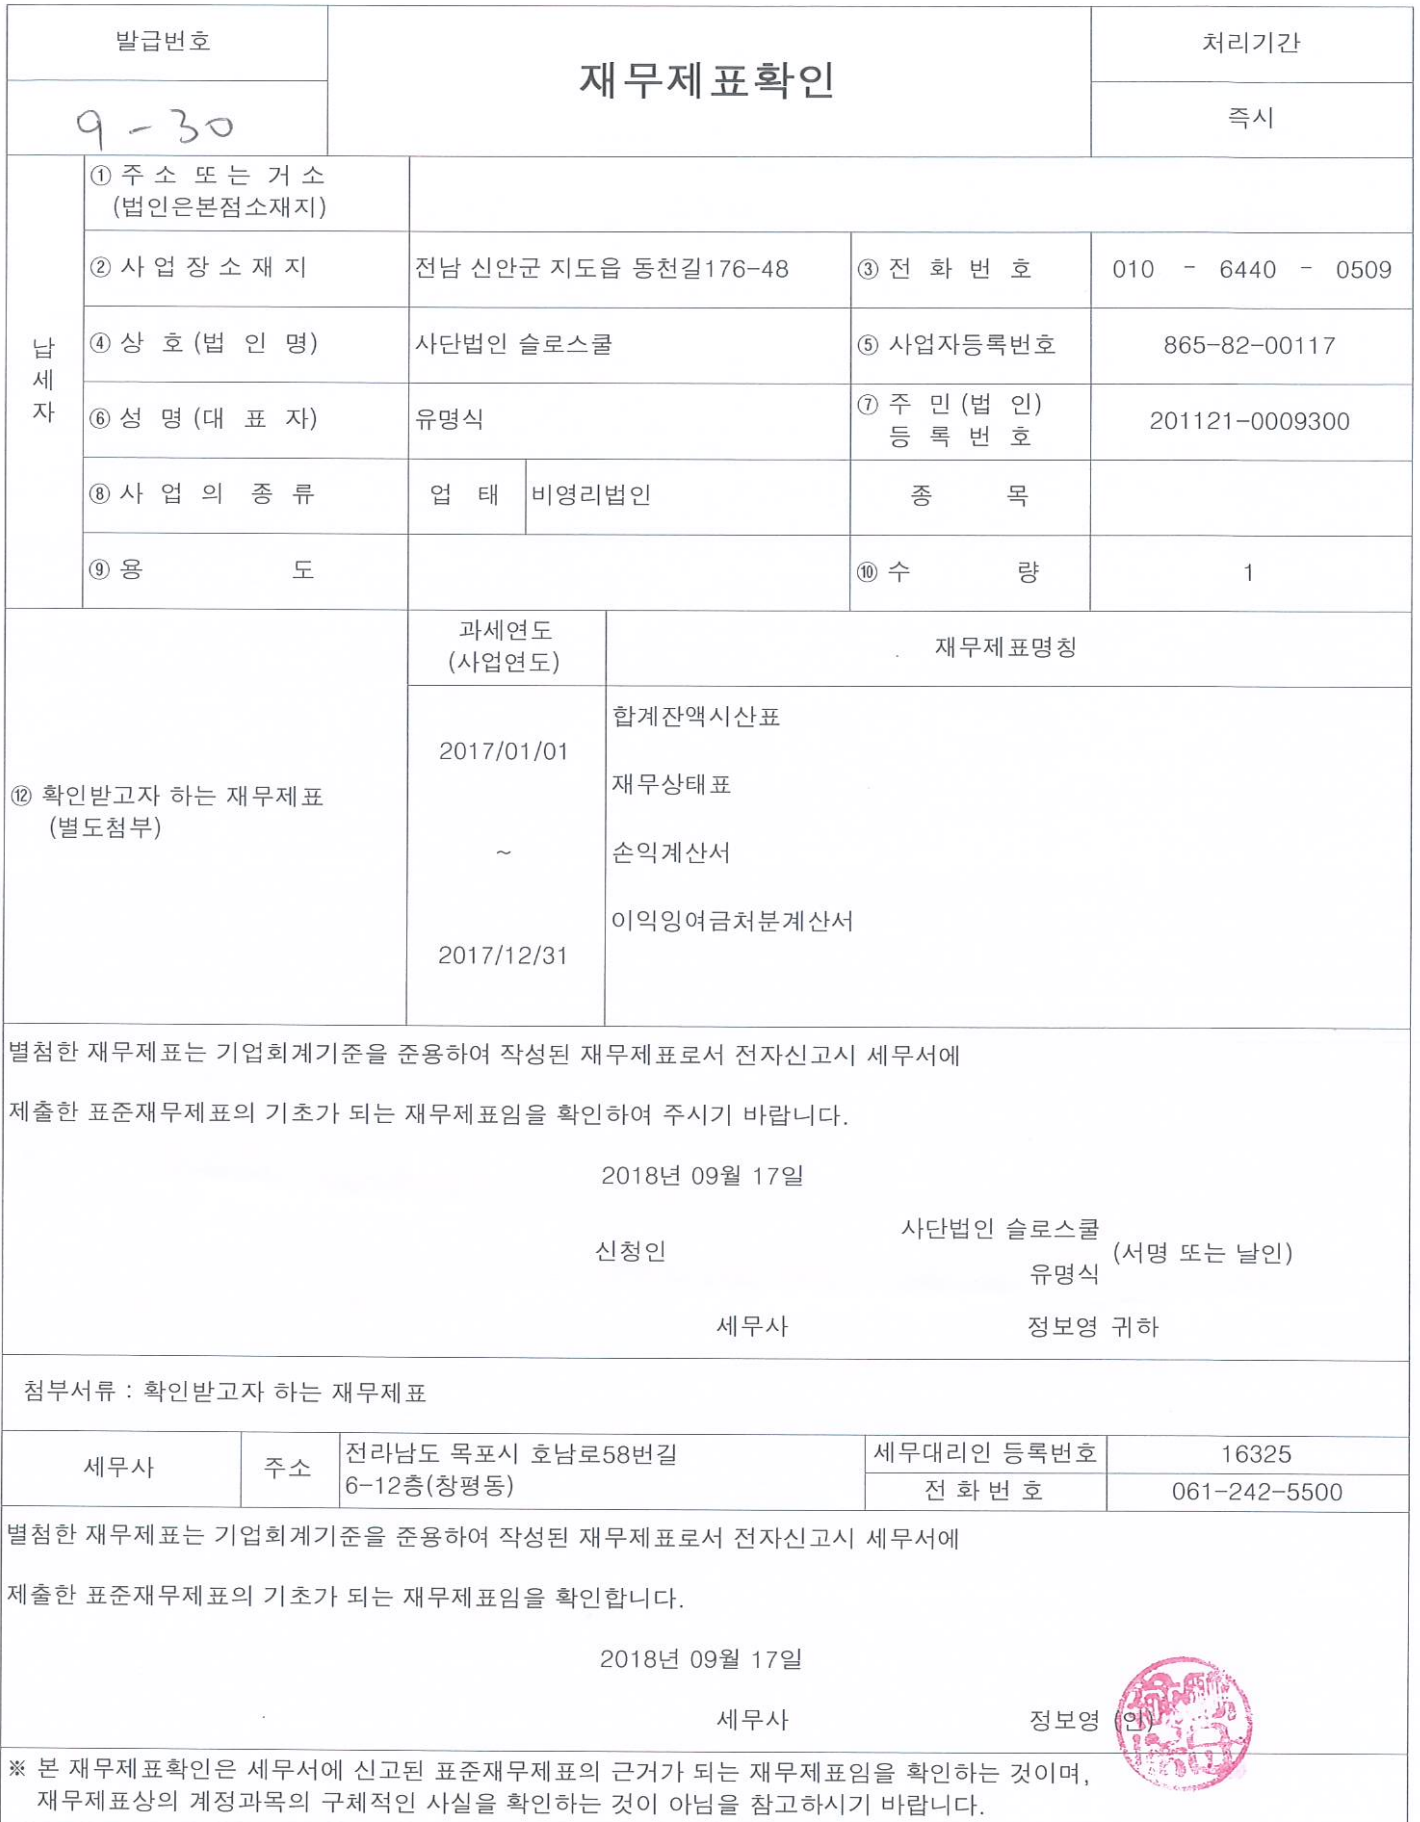 발급번호
재무제표확인
처리기간
9-30
즉시
납세자
① 주소 또는 거소
(법인은본점소재지)
② 사업장소재지
전남 신안군 지도읍 동천길176-48
③ 전 화 번 호
010 - 6440 - 0509
④ 상 호 (법 인 명)
사단법인 슬로스쿨
⑤ 사업자등록번호
865-82-00117
⑥ 성 명 (대 표 자)
유명식
⑦ 주 민 (법 인)
등 록 번 호
201121-0009300
⑧ 사 업 의 종 류
업 태
비영리법인
종 목
⑨ 용 도
⑩ 수 량
1
⑫ 확인받고자 하는 재무제표
(별도첨부)
과세연도
(사업연도)
재무제표명칭
2017/01/01
~
2017/12/31
합계잔액시산표
재무상태표
손익계산서
이익잉여금처분계산서
별첨한 재무제표는 기업회계기준을 준용하여 작성된 재무제표로서 전자신고시 세무서에
제출한 표준재무제표의 기초가 되는 재무제표임을 확인하여 주시기 바랍니다.
2018년 09월 17일
신청인
사단법인 슬로스쿨
유명식
(서명 또는 날인)
세무사 정보영 귀하
첨부서류 : 확인받고자 하는 재무제표
세무사
주소
전라남도 목포시 호남로58번길
6-12층(창평동)
세무대리인 등록번호
16325
전 화 번 호
061-242-5500
별첨한 재무제표는 기업회계기준을 준용하여 작성된 재무제표로서 전자신고시 세무서에
제출한 표준재무제표의 기초가 되는 재무제표임을 확인합니다.
2018년 09월 17일
세무사 정보영 (인)
※ 본 재무제표확인은 세무서에 신고된 표준재무제표의 근거가 되는 재무제표임을 확인하는 것이며,
재무제표상의 계정과목의 구체적인 사실을 확인하는 것이 아님을 참고하시기 바랍니다.